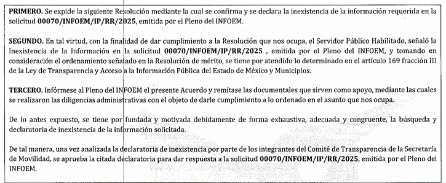 PRIMERO. Se expide la siguiente Resolución mediante la cual se confirma y se declara la inexistencia de la información requerida en la
solicitud 00070/INFOEM/IP/RR/2025, emitida por el Pleno del INFOEM.
SEGUNDO. En tal virtud, con la finalidad de dar cumplimiento a la Resolución que nos ocupa, el Servidor Público Habilitado, señaló la
Inexistencia de la Información en la solicitud 00070/INFOEM/IP/RR/2025 , emitida por el Pleno del INFOEM, y tomando en
consideración el ordenamiento señalado en la Resolución de mérito, se tiene por atendido lo determinado en el artículo 169 fracción III
de la Ley de Transparencia y Acceso a la Información Pública del Estado de México y Municipios.
TERCERO. Infórmese al Pleno del INFOEM el presente Acuerdo y remítase las documentales que sirven como apoyo, mediante las cuales
se realizaron las diligencias administrativas con el objeto de darle cumplimiento a lo ordenado en el asunto que nos ocupa.
De lo antes expuesto, se tiene por fundada y motivada debidamente de forma exhaustiva, adecuada y congruente, la búsqueda y
declaratoria de inexistencia de la información solicitada.
De tal manera, una vez analizada la declaratoria de inexistencia por parte de los integrantes del Comité de Transparencia de la Secretaría
de Movilidad, se aprueba la citada declaratoria para dar respuesta a la solicitud 00070/INFOEM/IP/RR/2025, emitida por el Pleno del
INFOEM.